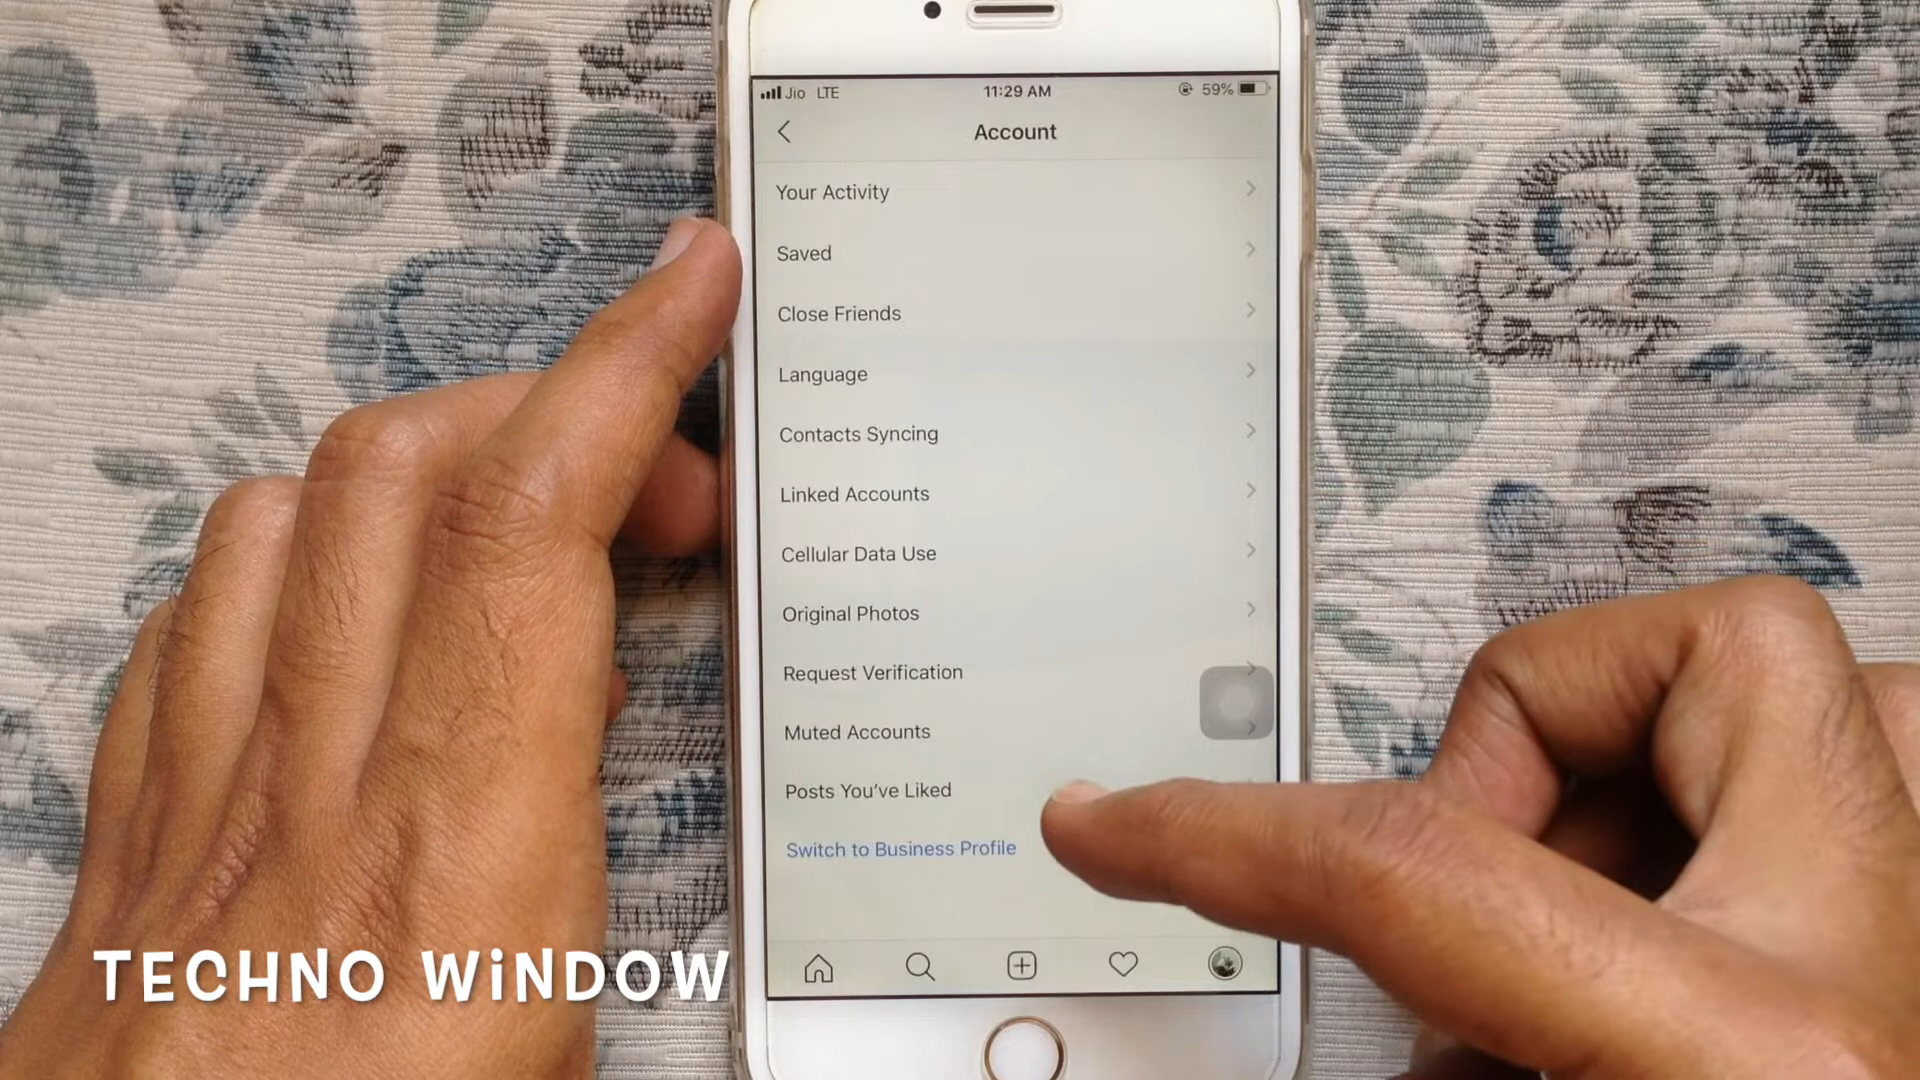 Jio LTE 11:29 AM 59%
Account
Your Activity
Saved
Close Friends
Language
Contacts Syncing
Linked Accounts
Cellular Data Use
Original Photos
Request Verification
Muted Accounts
Posts You’ve Liked
Switch to Business Profile
TECHNO WiNDOW